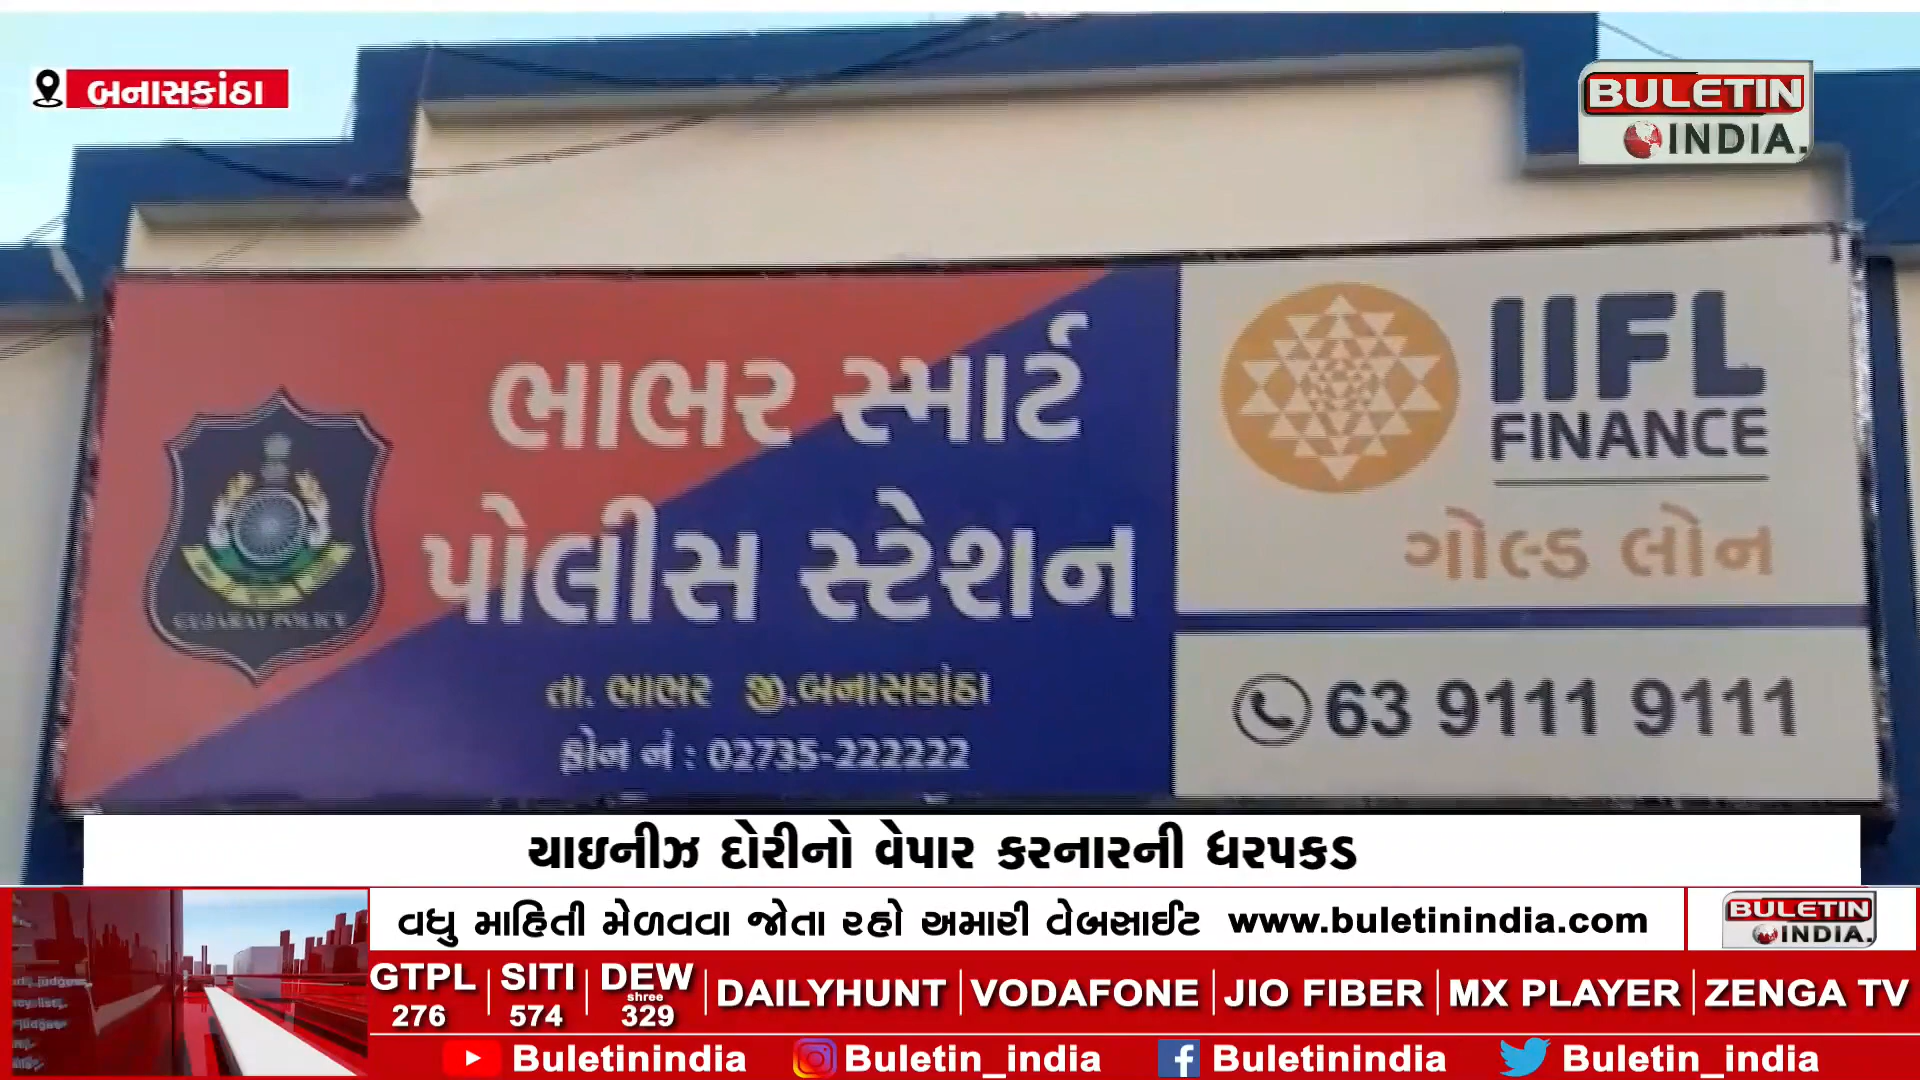 બનાસકાંઠા
BULETIN
INDIA.
ભાભર સ્માર્ટ
પોલીસ સ્ટેશન
તા. ભાભર જી.બનાસકાંઠા
ફોન નં : 02735-222222
GUJARAT POLICE
IIFL
FINANCE
ગોલ્ડ લોન
63 9111 9111
ચાઇનીઝ દોરીનો વેપાર કરનારની ધરપકડ
વધુ માહિતી મેળવવા જોતા રહો અમારી વેબસાઈટ www.buletinindia.com
BULETIN
INDIA.
GTPL 276 SITI 574 DEW shree 329 DAILYHUNT VODAFONE JIO FIBER MX PLAYER ZENGA TV
Buletinindia Buletin_india Buletinindia Buletin_india